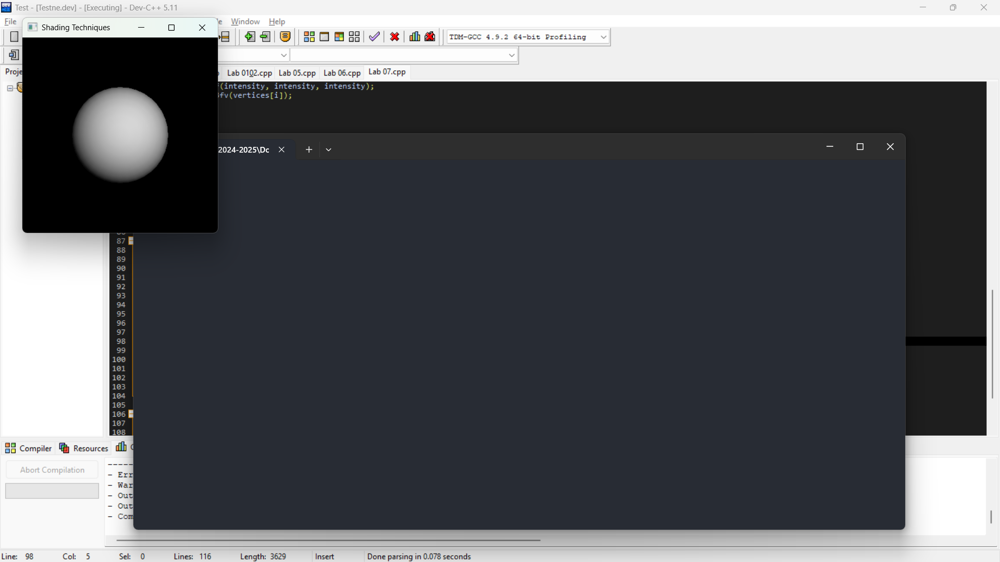 Test - [Testne.dev] - [Executing] - Dev-C++ 5.11
File
Window Help
Shading Techniques
TDM-GCC 4.9.2 64-bit Profiling
Proje
Lab 0102.cpp Lab 05.cpp Lab 06.cpp Lab 07.cpp
(intensity, intensity, intensity);
fv(vertices[i]);
2024-2025\Dc
87
88
89
90
91
92
93
94
95
96
97
98
99
100
101
102
103
104
105
106
107
108
Compiler Resources
Abort Compilation
- Err
- War
- Out
- Out
- Com
Line: 98 Col: 5 Sel: 0 Lines: 116 Length: 3629 Insert Done parsing in 0.078 seconds